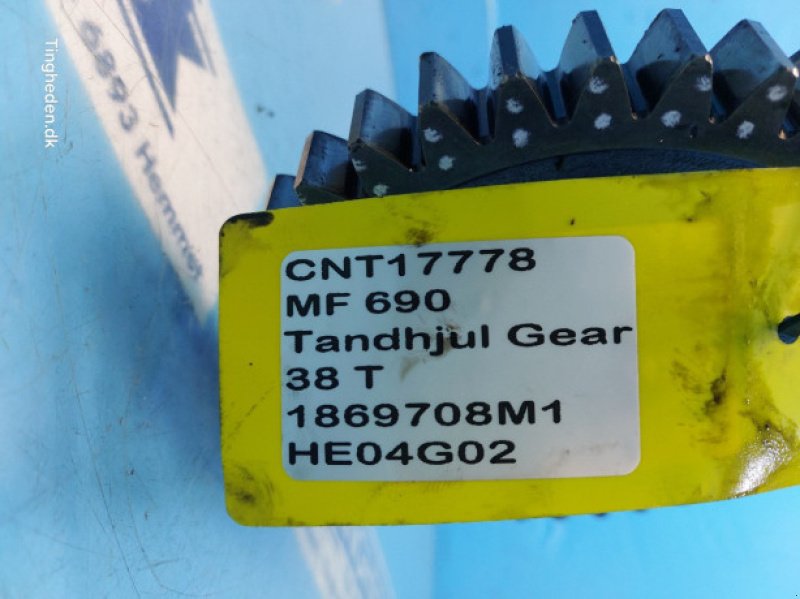 Tingheden.dk
6893 Hemmet
CNT17778
MF 690
Tandhjul Gear
38 T
1869708M1
HE04G02